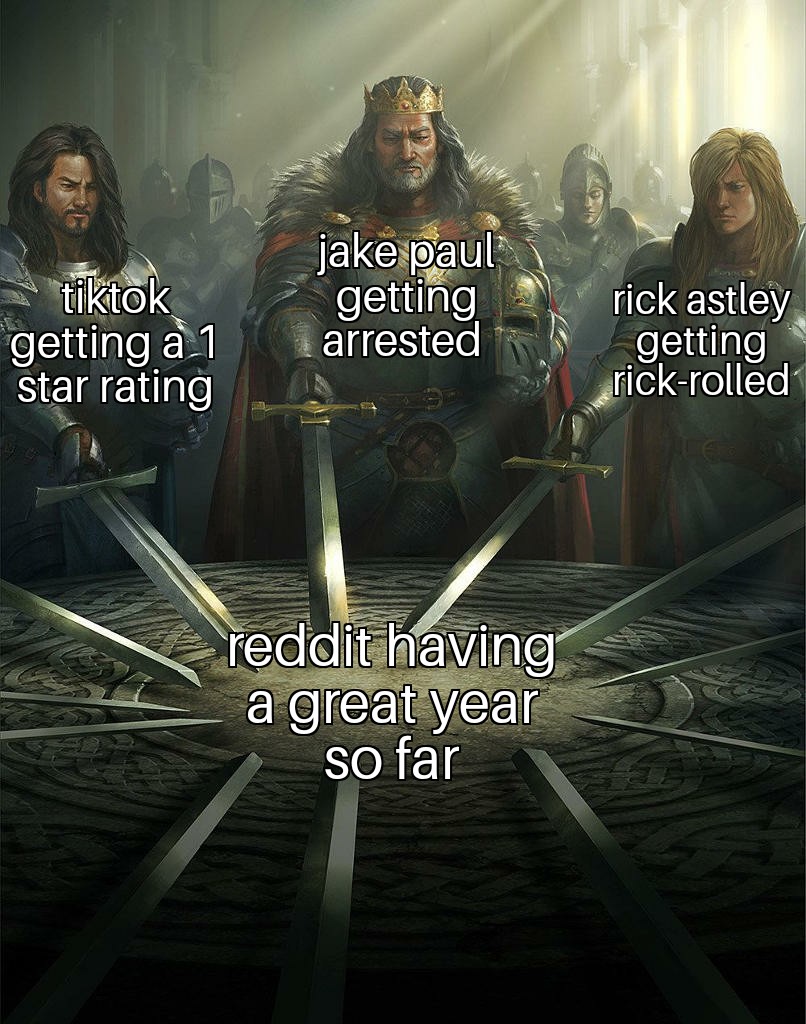 jake paul
getting
arrested
tiktok
getting a 1
star rating
rick astley
getting
rick-rolled
reddit having
a great year
so far